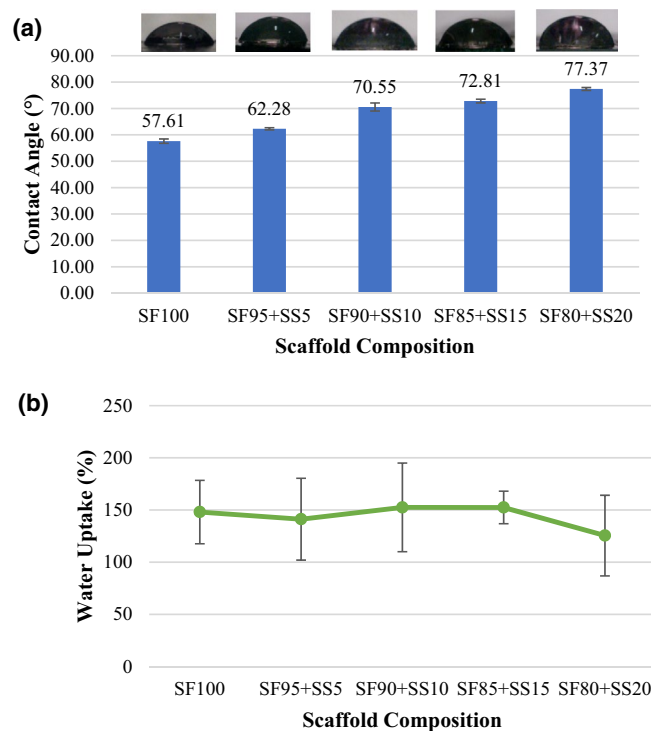 (a)
90.00
80.00
70.00
60.00
50.00
40.00
30.00
20.00
10.00
0.00
Contact Angle (°)
57.61
62.28
70.55
72.81
77.37
SF100 SF95+SS5 SF90+SS10 SF85+SS15 SF80+SS20
Scaffold Composition
(b)
250
200
150
100
50
0
Water Uptake (%)
SF100 SF95+SS5 SF90+SS10 SF85+SS15 SF80+SS20
Scaffold Composition